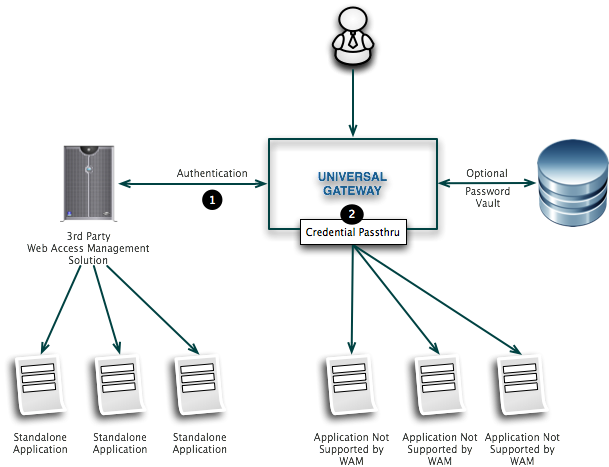 UNIVERSAL
GATEWAY
2
Credential Passthru
Authentication
1
Optional
Password
Vault
3rd Party
Web Access Management
Solution
Standalone
Application
Standalone
Application
Standalone
Application
Application Not
Supported by
WAM
Application Not
Supported by
WAM
Application Not
Supported by
WAM